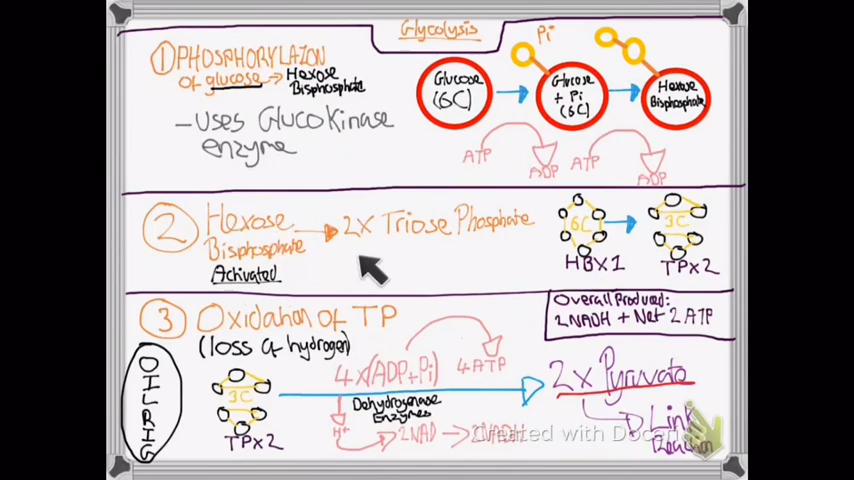 Glycolysis
1 PHOSPHORYLATION
of glucose → Hexose
Bisphosphate
- USES GlucoKinase
enzyme
Pi
Glucose
(6C)
Glucose
+ Pi
(6C)
Hexose
Bisphosphate
ATP
ADP
ATP
ADP
2 Hexose → 2x Triose Phosphate
Bisphosphate
Activated
6C
3C
HBX1
TPx2
3 Oxidation of TP
(loss of hydrogen)
Overall Produced:
2NADH + Net 2 ATP
OILRIG
3C
TPx2
4x(ADP+Pi)
4ATP
Dehydrogenase
Enzymes
H+
2NAD →
2x Pyruvate
Link
Reaction
Created with Doceri